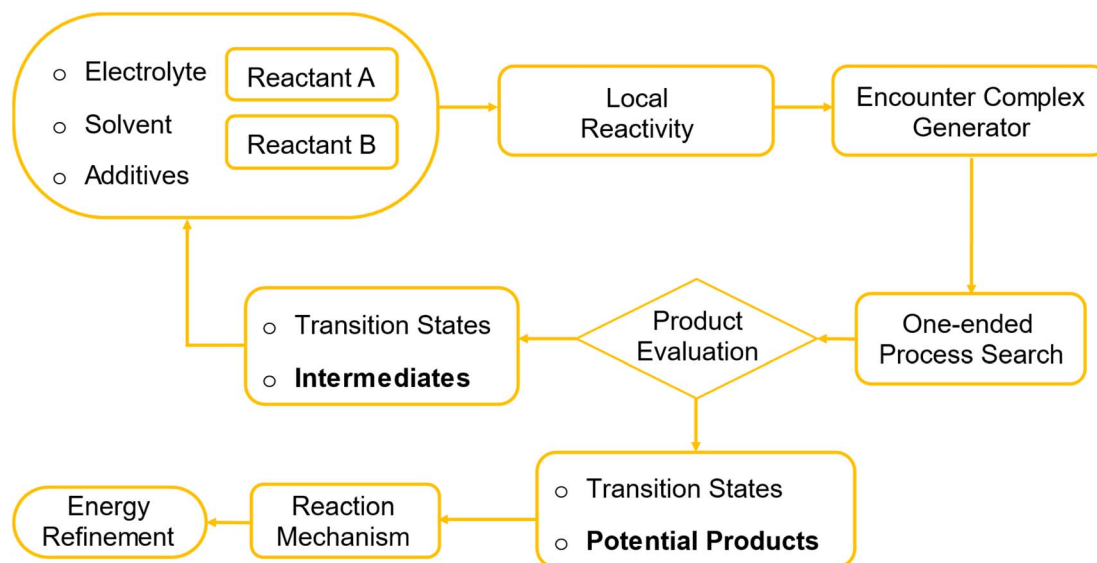 o Electrolyte
o Solvent
o Additives
Reactant A
Reactant B
Local
Reactivity
Encounter Complex
Generator
One-ended
Process Search
Product
Evaluation
o Transition States
o Intermediates
o Transition States
o Potential Products
Reaction
Mechanism
Energy
Refinement